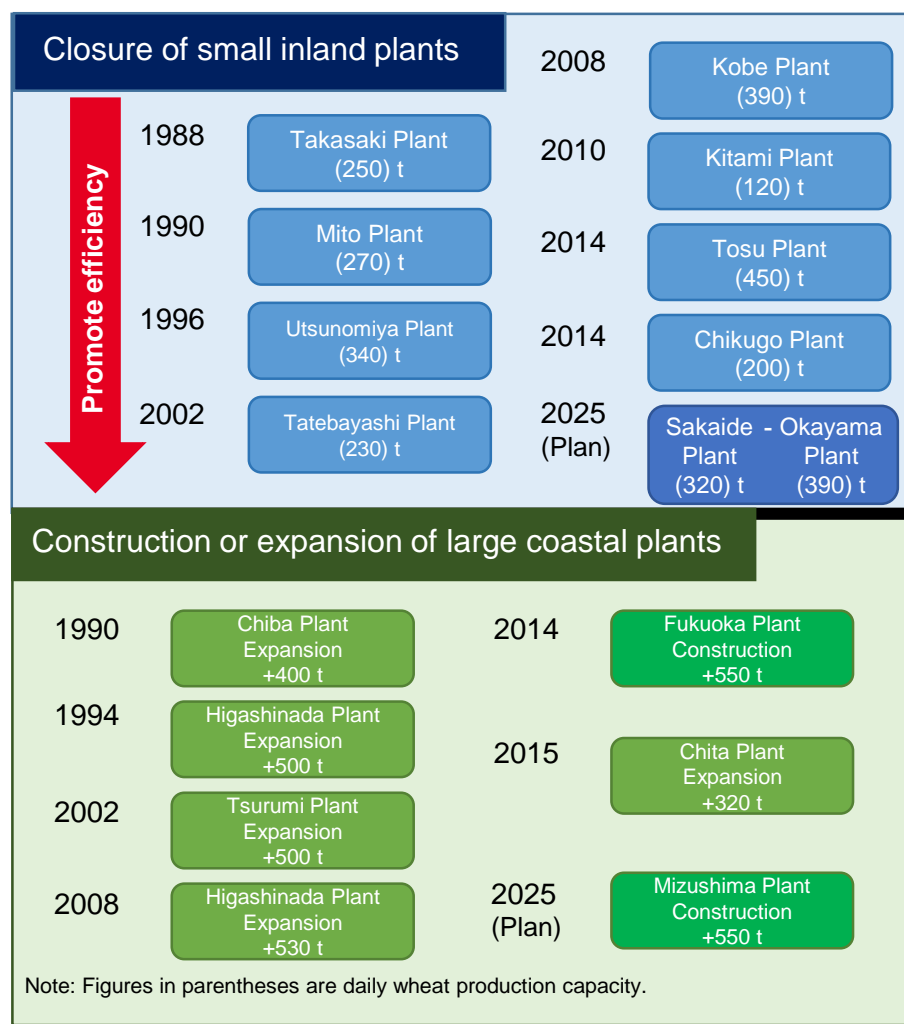 Closure of small inland plants
Promote efficiency
1988
Takasaki Plant
(250) t
1990
Mito Plant
(270) t
1996
Utsunomiya Plant
(340) t
2002
Tatebayashi Plant
(230) t
2008
Kobe Plant
(390) t
2010
Kitami Plant
(120) t
2014
Tosu Plant
(450) t
2014
Chikugo Plant
(200) t
2025
(Plan)
Sakaide - Okayama
Plant Plant
(320) t (390) t
Construction or expansion of large coastal plants
1990
Chiba Plant
Expansion
+400 t
1994
Higashinada Plant
Expansion
+500 t
2002
Tsurumi Plant
Expansion
+500 t
2008
Higashinada Plant
Expansion
+530 t
2014
Fukuoka Plant
Construction
+550 t
2015
Chita Plant
Expansion
+320 t
2025
(Plan)
Mizushima Plant
Construction
+550 t
Note: Figures in parentheses are daily wheat production capacity.